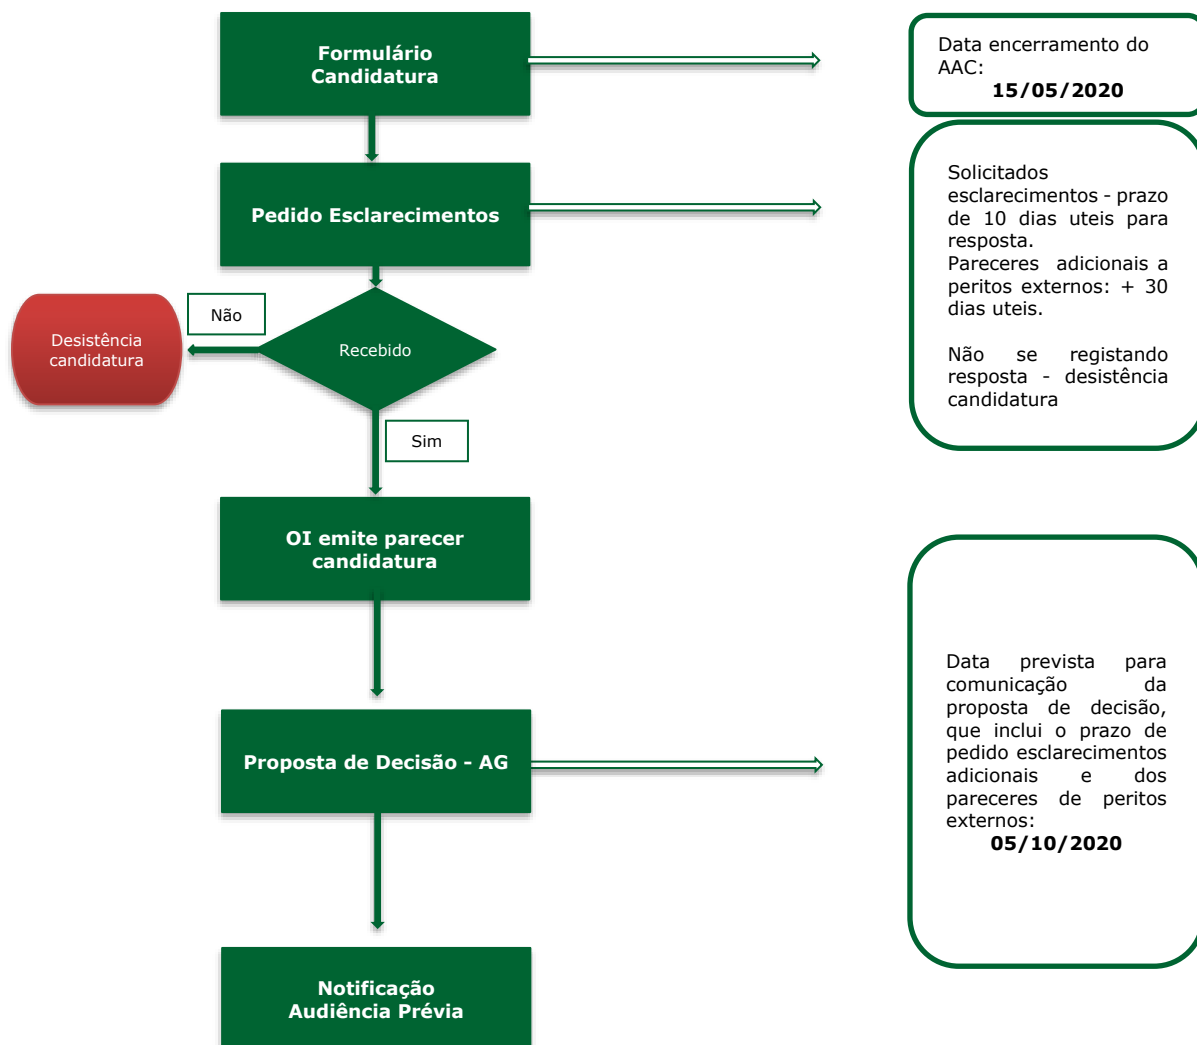 Formulário
Candidatura
Data encerramento do
AAC:
15/05/2020
Pedido Esclarecimentos
Solicitados
esclarecimentos - prazo
de 10 dias uteis para
resposta.
Pareceres adicionais a
peritos externos: + 30
dias uteis.
Não se registando
resposta - desistência
candidatura
Não
Desistência
candidatura
Recebido
Sim
OI emite parecer
candidatura
Proposta de Decisão - AG
Data prevista para
comunicação da
proposta de decisão,
que inclui o prazo de
pedido esclarecimentos
adicionais e dos
pareceres de peritos
externos:
05/10/2020
Notificação
Audiência Prévia